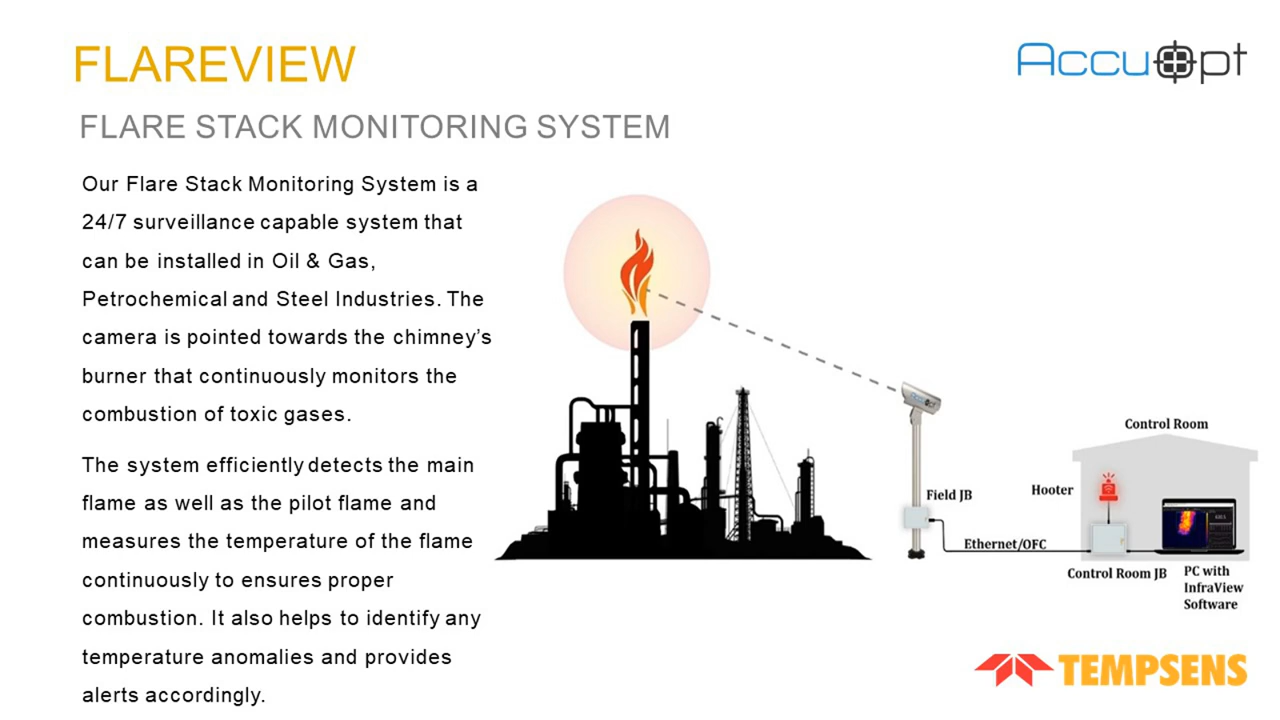 FLAREVIEW
AccuOpt
FLARE STACK MONITORING SYSTEM
Our Flare Stack Monitoring System is a
24/7 surveillance capable system that
can be installed in Oil & Gas,
Petrochemical and Steel Industries. The
camera is pointed towards the chimney’s
burner that continuously monitors the
combustion of toxic gases.
The system efficiently detects the main
flame as well as the pilot flame and
measures the temperature of the flame
continuously to ensures proper
combustion. It also helps to identify any
temperature anomalies and provides
alerts accordingly.
AccuOpt
Control Room
Field JB
Hooter
Ethernet/OFC
Control Room JB
PC with
InfraView
Software
TEMPSENS